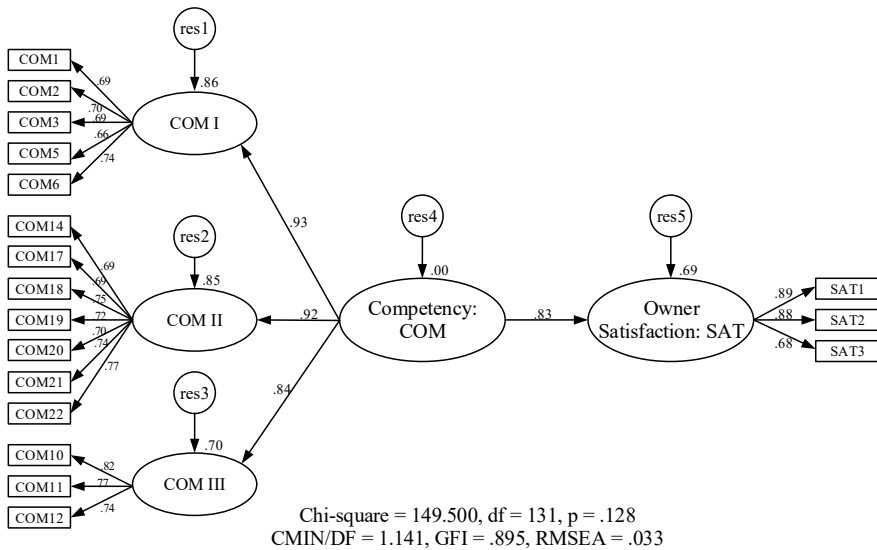 res1
.86
COM I
COM1
COM2
COM3
COM5
COM6
.69
.70
.69
.66
.74
res2
.85
COM II
COM14
COM17
COM18
COM19
COM20
COM21
COM22
.69
.69
.75
.72
.70
.74
.77
res3
.70
COM III
COM10
COM11
COM12
.82
.77
.74
.93
.92
.84
res4
.00
Competency:
COM
.83
res5
.69
Owner
Satisfaction: SAT
.89
.88
.68
SAT1
SAT2
SAT3
Chi-square = 149.500, df = 131, p = .128
CMIN/DF = 1.141, GFI = .895, RMSEA = .033